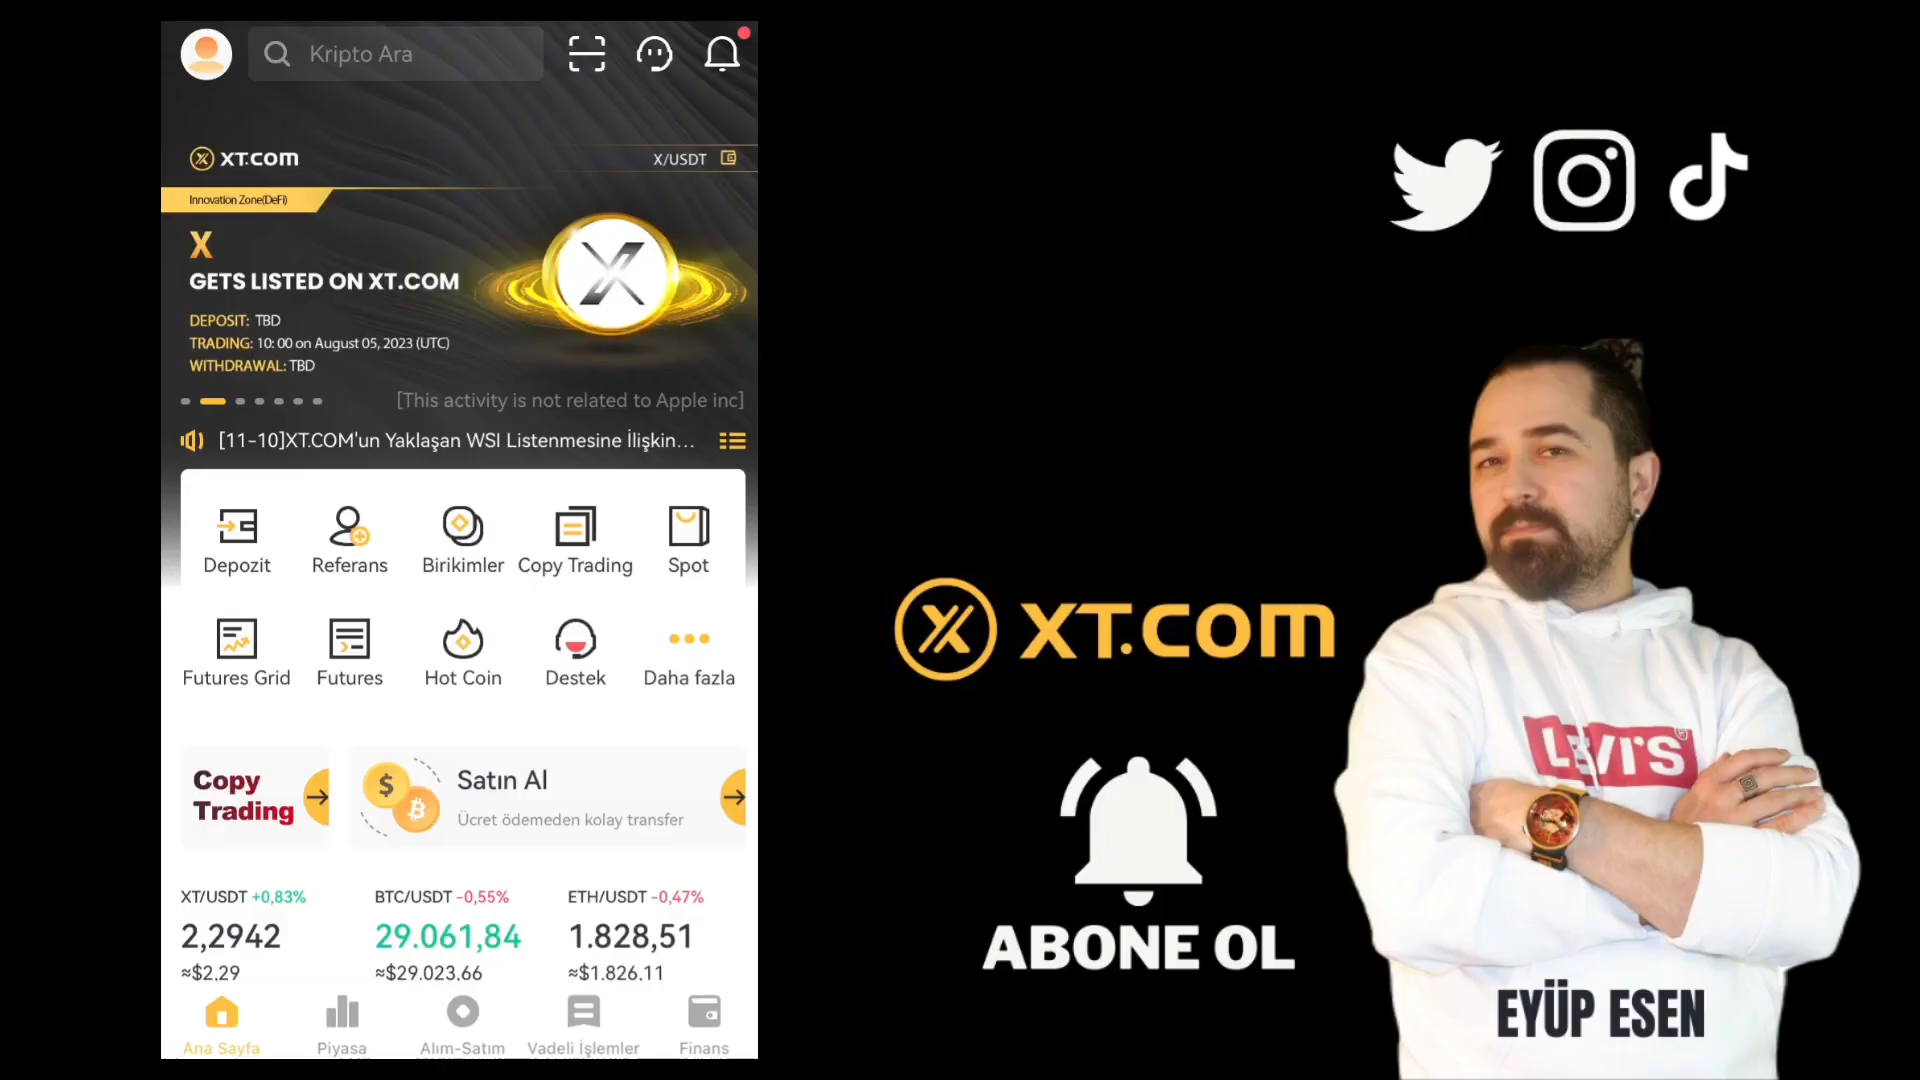 Kripto Ara
XT.COM
X/USDT
Innovation Zone(DeFi)
X
GETS LISTED ON XT.COM
DEPOSIT: TBD
TRADING: 10: 00 on August 05, 2023 (UTC)
WITHDRAWAL: TBD
[This activity is not related to Apple inc]
[11-10]XT.COM'un Yaklaşan WSI Listenmesine İlişkin...
Depozit
Referans
Birikimler
Copy Trading
Spot
Futures Grid
Futures
Hot Coin
Destek
Daha fazla
Copy
Trading
Satın Al
Ücret ödemeden kolay transfer
XT/USDT +0,83%
BTC/USDT -0,55%
ETH/USDT -0,47%
2,2942
29.061,84
1.828,51
≈$2.29
≈$29.023.66
≈$1.826.11
Ana Sayfa
Piyasa
Alım-Satım
Vadeli İşlemler
Finans
XT.COM
ABONE OL
LEVI'S®
EYÜP ESEN